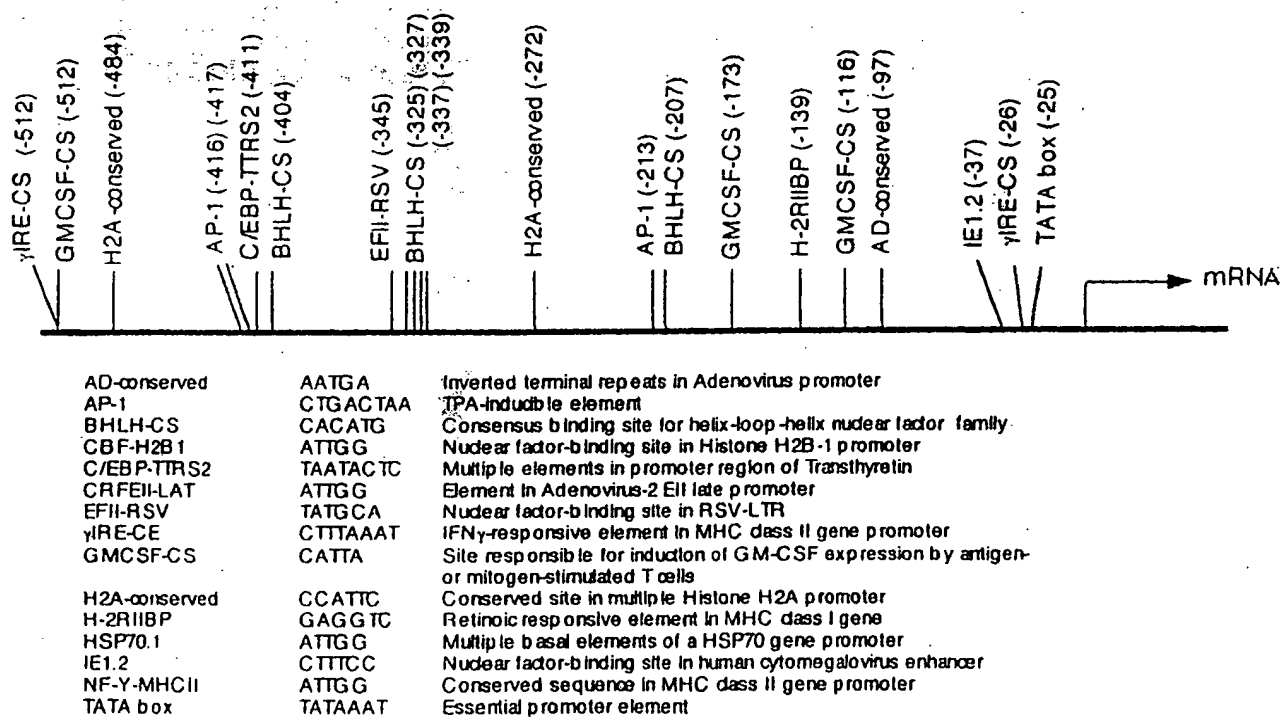 γIRE-CS (-512)
GMCSF-CS (-512)
H2A-conserved (-484)
AP-1 (-416) (-417)
C/EBP-TTRS2 (-411)
BHLH-CS (-404)
EFII-RSV (-345)
BHLH-CS (-325) (-327)
(-337) (-339)
H2A-conserved (-272)
AP-1 (-213)
BHLH-CS (-207)
GMCSF-CS (-173)
H-2RIIBP (-139)
GMCSF-CS (-116)
AD-conserved (-97)
IE1.2 (-37)
γIRE-CS (-26)
TATA box (-25)
mRNA
AD-conserved AATGA Inverted terminal repeats in Adenovirus promoter
AP-1 CTGACTAA TPA-inducible element
BHLH-CS CACATG Consensus binding site for helix-loop-helix nuclear factor family
CBF-H2B1 ATTGG Nuclear factor-binding site in Histone H2B-1 promoter
C/EBP-TTRS2 TAATACTC Multiple elements in promoter region of Transthyretin
CRFEII-LAT ATTGG Element in Adenovirus-2 EII late promoter
EFII-RSV TATGCA Nuclear factor-binding site in RSV-LTR
γIRE-CE CTTTAAAT IFNγ-responsive element in MHC class II gene promoter
GMCSF-CS CATTA Site responsible for induction of GM-CSF expression by antigen-
or mitogen-stimulated T cells
H2A-conserved CCATTC Conserved site in multiple Histone H2A promoter
H-2RIIBP GAGGTC Retinoic responsive element in MHC class I gene
HSP70.1 ATTGG Multiple basal elements of a HSP70 gene promoter
IE1.2 CTTTCC Nuclear factor-binding site in human cytomegalovirus enhancer
NF-Y-MHCII ATTGG Conserved sequence in MHC class II gene promoter
TATA box TATAAAT Essential promoter element